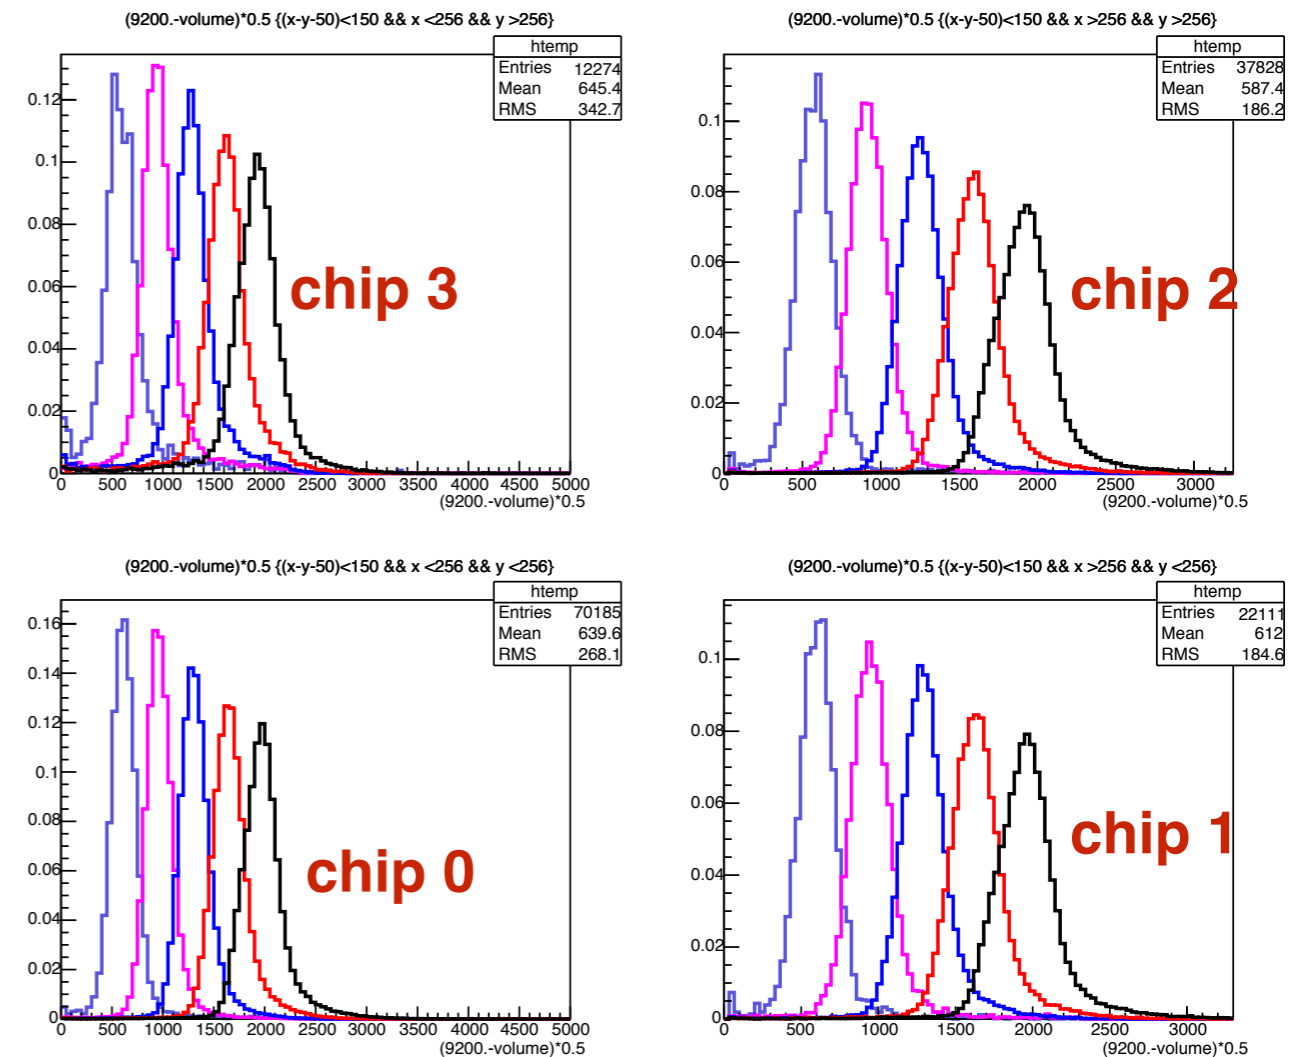 (9200.-volume)*0.5 {(x-y-50)<150 && x <256 && y >256}
htemp
Entries 12274
Mean 645.4
RMS 342.7
0.12
0.1
0.08
0.06
0.04
0.02
0
chip 3
0 500 1000 1500 2000 2500 3000 3500 4000 4500 5000
(9200.-volume)*0.5
(9200.-volume)*0.5 {(x-y-50)<150 && x >256 && y >256}
htemp
Entries 37828
Mean 587.4
RMS 186.2
0.1
0.08
0.06
0.04
0.02
0
chip 2
0 500 1000 1500 2000 2500 3000
(9200.-volume)*0.5
(9200.-volume)*0.5 {(x-y-50)<150 && x <256 && y <256}
htemp
Entries 70185
Mean 639.6
RMS 268.1
0.16
0.14
0.12
0.1
0.08
0.06
0.04
0.02
0
chip 0
0 500 1000 1500 2000 2500 3000 3500 4000 4500 5000
(9200.-volume)*0.5
(9200.-volume)*0.5 {(x-y-50)<150 && x >256 && y <256}
htemp
Entries 22111
Mean 612
RMS 184.6
0.1
0.08
0.06
0.04
0.02
0
chip 1
0 500 1000 1500 2000 2500 3000
(9200.-volume)*0.5